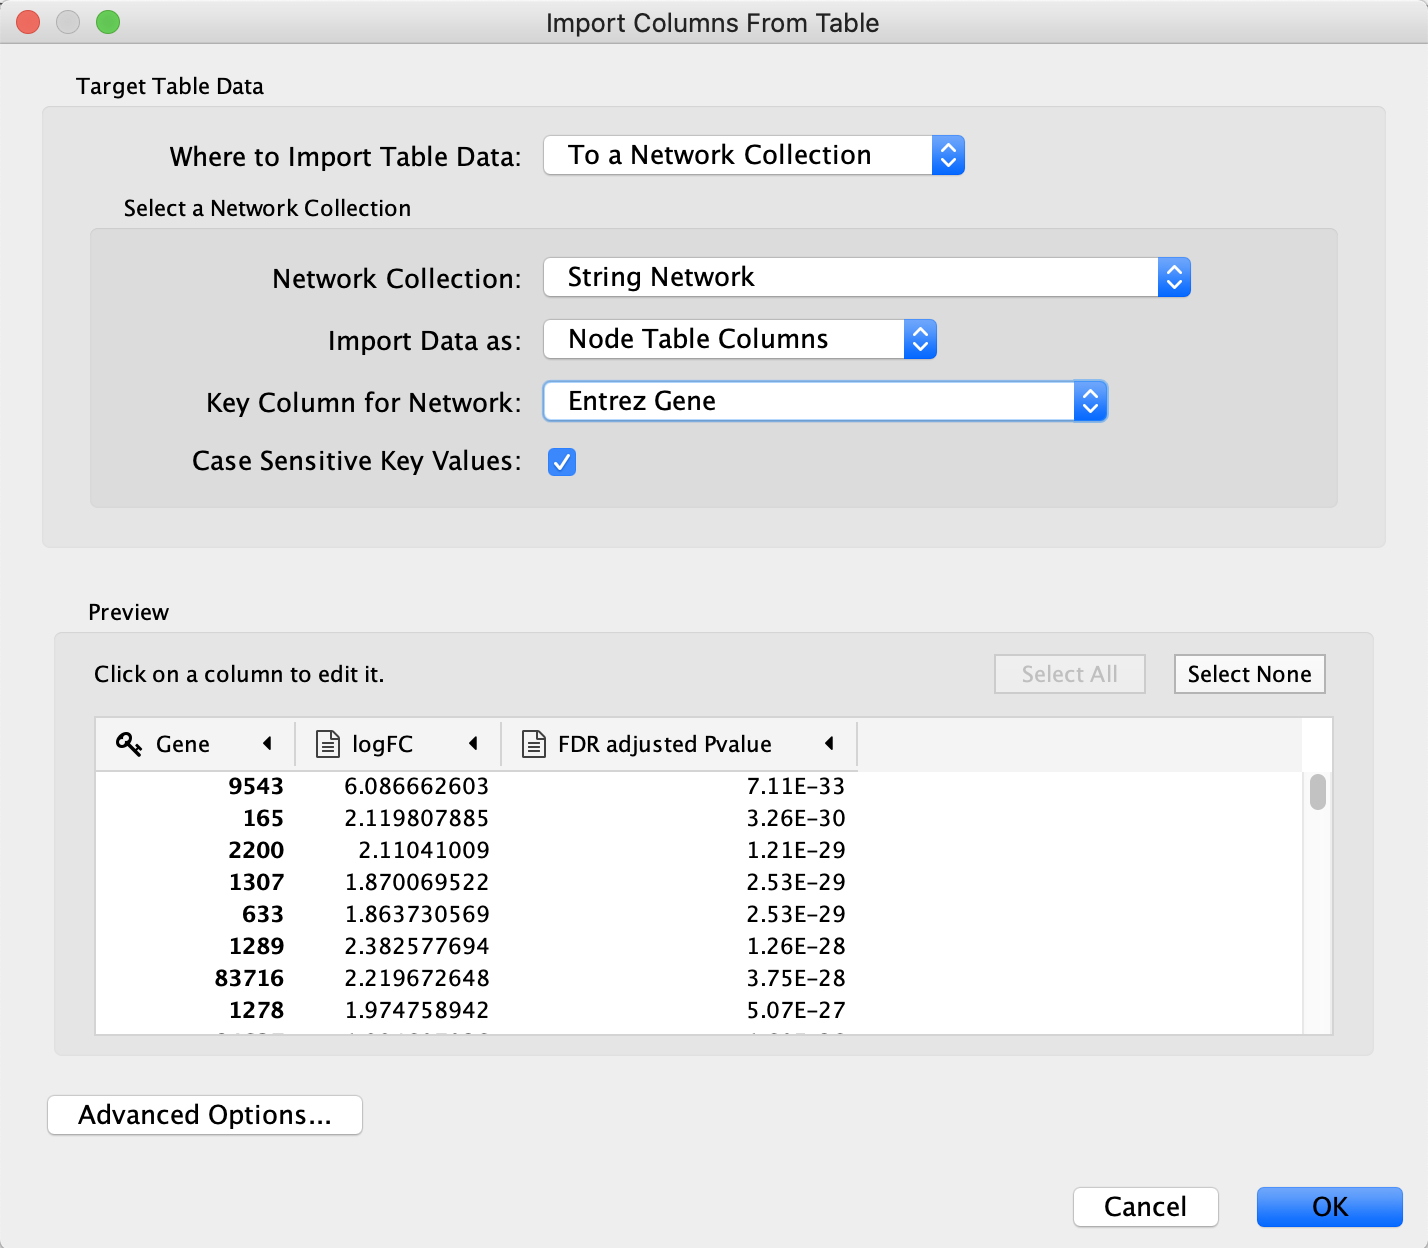 Import Columns From Table
Target Table Data
Where to Import Table Data: To a Network Collection
Select a Network Collection
Network Collection: String Network
Import Data as: Node Table Columns
Key Column for Network: Entrez Gene
Case Sensitive Key Values:
Preview
Click on a column to edit it. Select All Select None
Gene logFC FDR adjusted Pvalue
9543 6.086662603 7.11E-33
165 2.119807885 3.26E-30
2200 2.11041009 1.21E-29
1307 1.870069522 2.53E-29
633 1.863730569 2.53E-29
1289 2.382577694 1.26E-28
83716 2.219672648 3.75E-28
1278 1.974758942 5.07E-27
Advanced Options...
Cancel OK